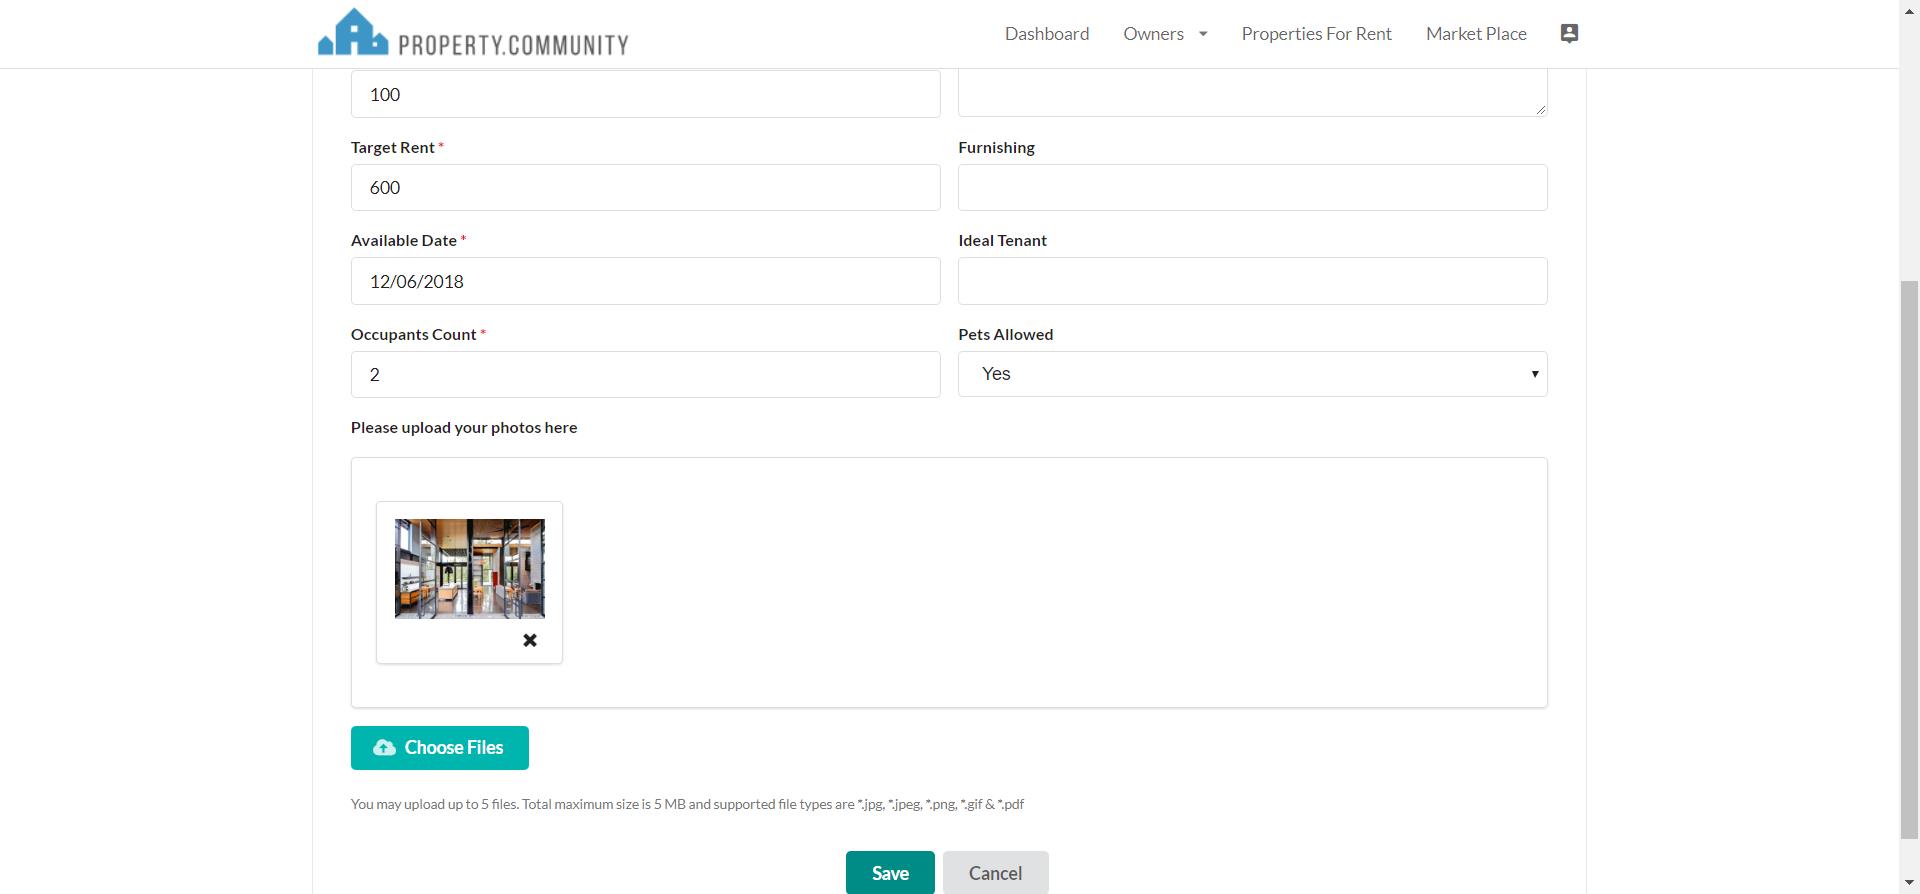 PROPERTY.COMMUNITY
Dashboard Owners Properties For Rent Market Place
100
Target Rent * Furnishing
600
Available Date * Ideal Tenant
12/06/2018
Occupants Count * Pets Allowed
2 Yes
Please upload your photos here
Choose Files
You may upload up to 5 files. Total maximum size is 5 MB and supported file types are *.jpg, *.jpeg, *.png, *.gif & *.pdf
Save Cancel